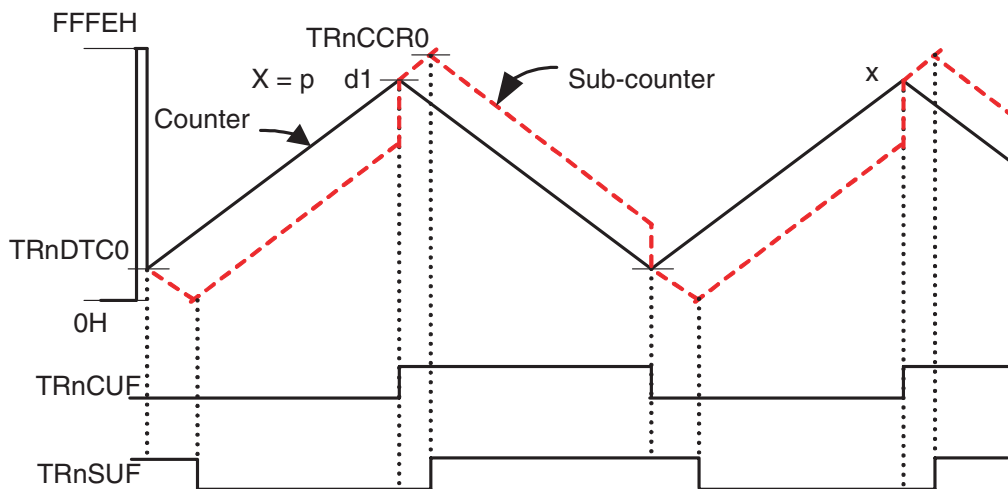 FFFEH
TRnCCR0
X = p d1
Sub-counter
x
Counter
TRnDTC0
0H
TRnCUF
TRnSUF